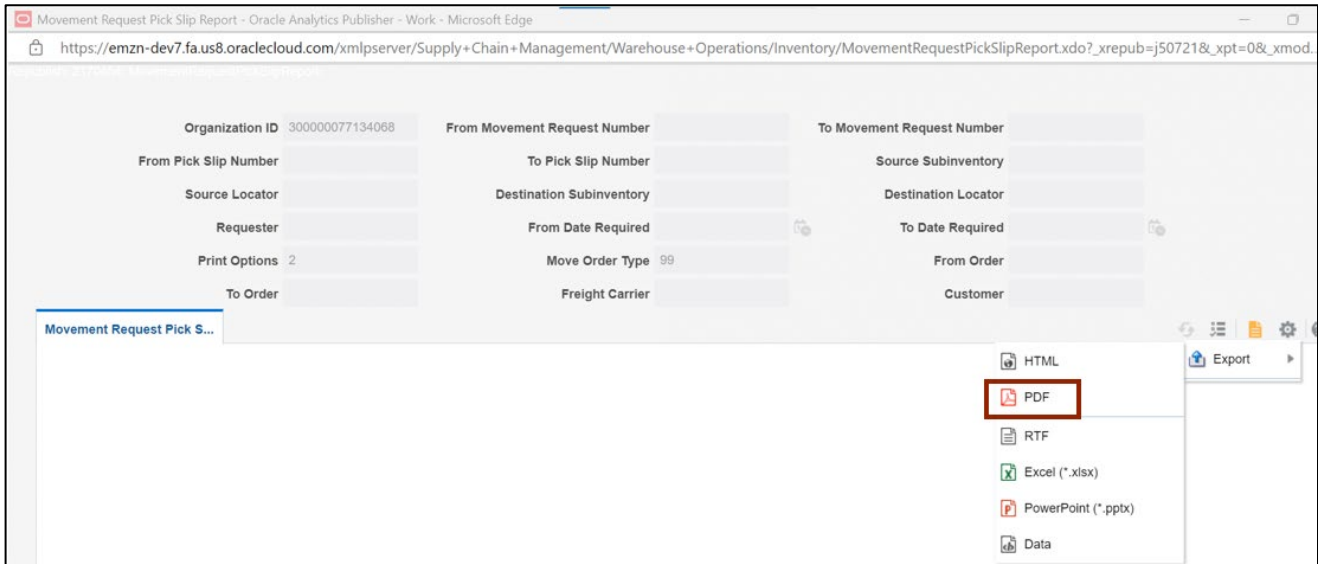 Movement Request Pick Slip Report - Oracle Analytics Publisher - Work - Microsoft Edge
https://emzn-dev7.fa.us8.oraclecloud.com/xmlpserver/Supply+Chain+Management/Warehouse+Operations/Inventory/MovementRequestPickSlipReport.xdo?_xrepub=j50721&_xpt=0&_xmod...
Organization ID 300000077134068 From Movement Request Number To Movement Request Number
From Pick Slip Number To Pick Slip Number Source Subinventory
Source Locator Destination Subinventory Destination Locator
Requester From Date Required To Date Required
Print Options 2 Move Order Type 99 From Order
To Order Freight Carrier Customer
Movement Request Pick S...
HTML Export
PDF
RTF
Excel (*.xlsx)
PowerPoint (*.pptx)
Data